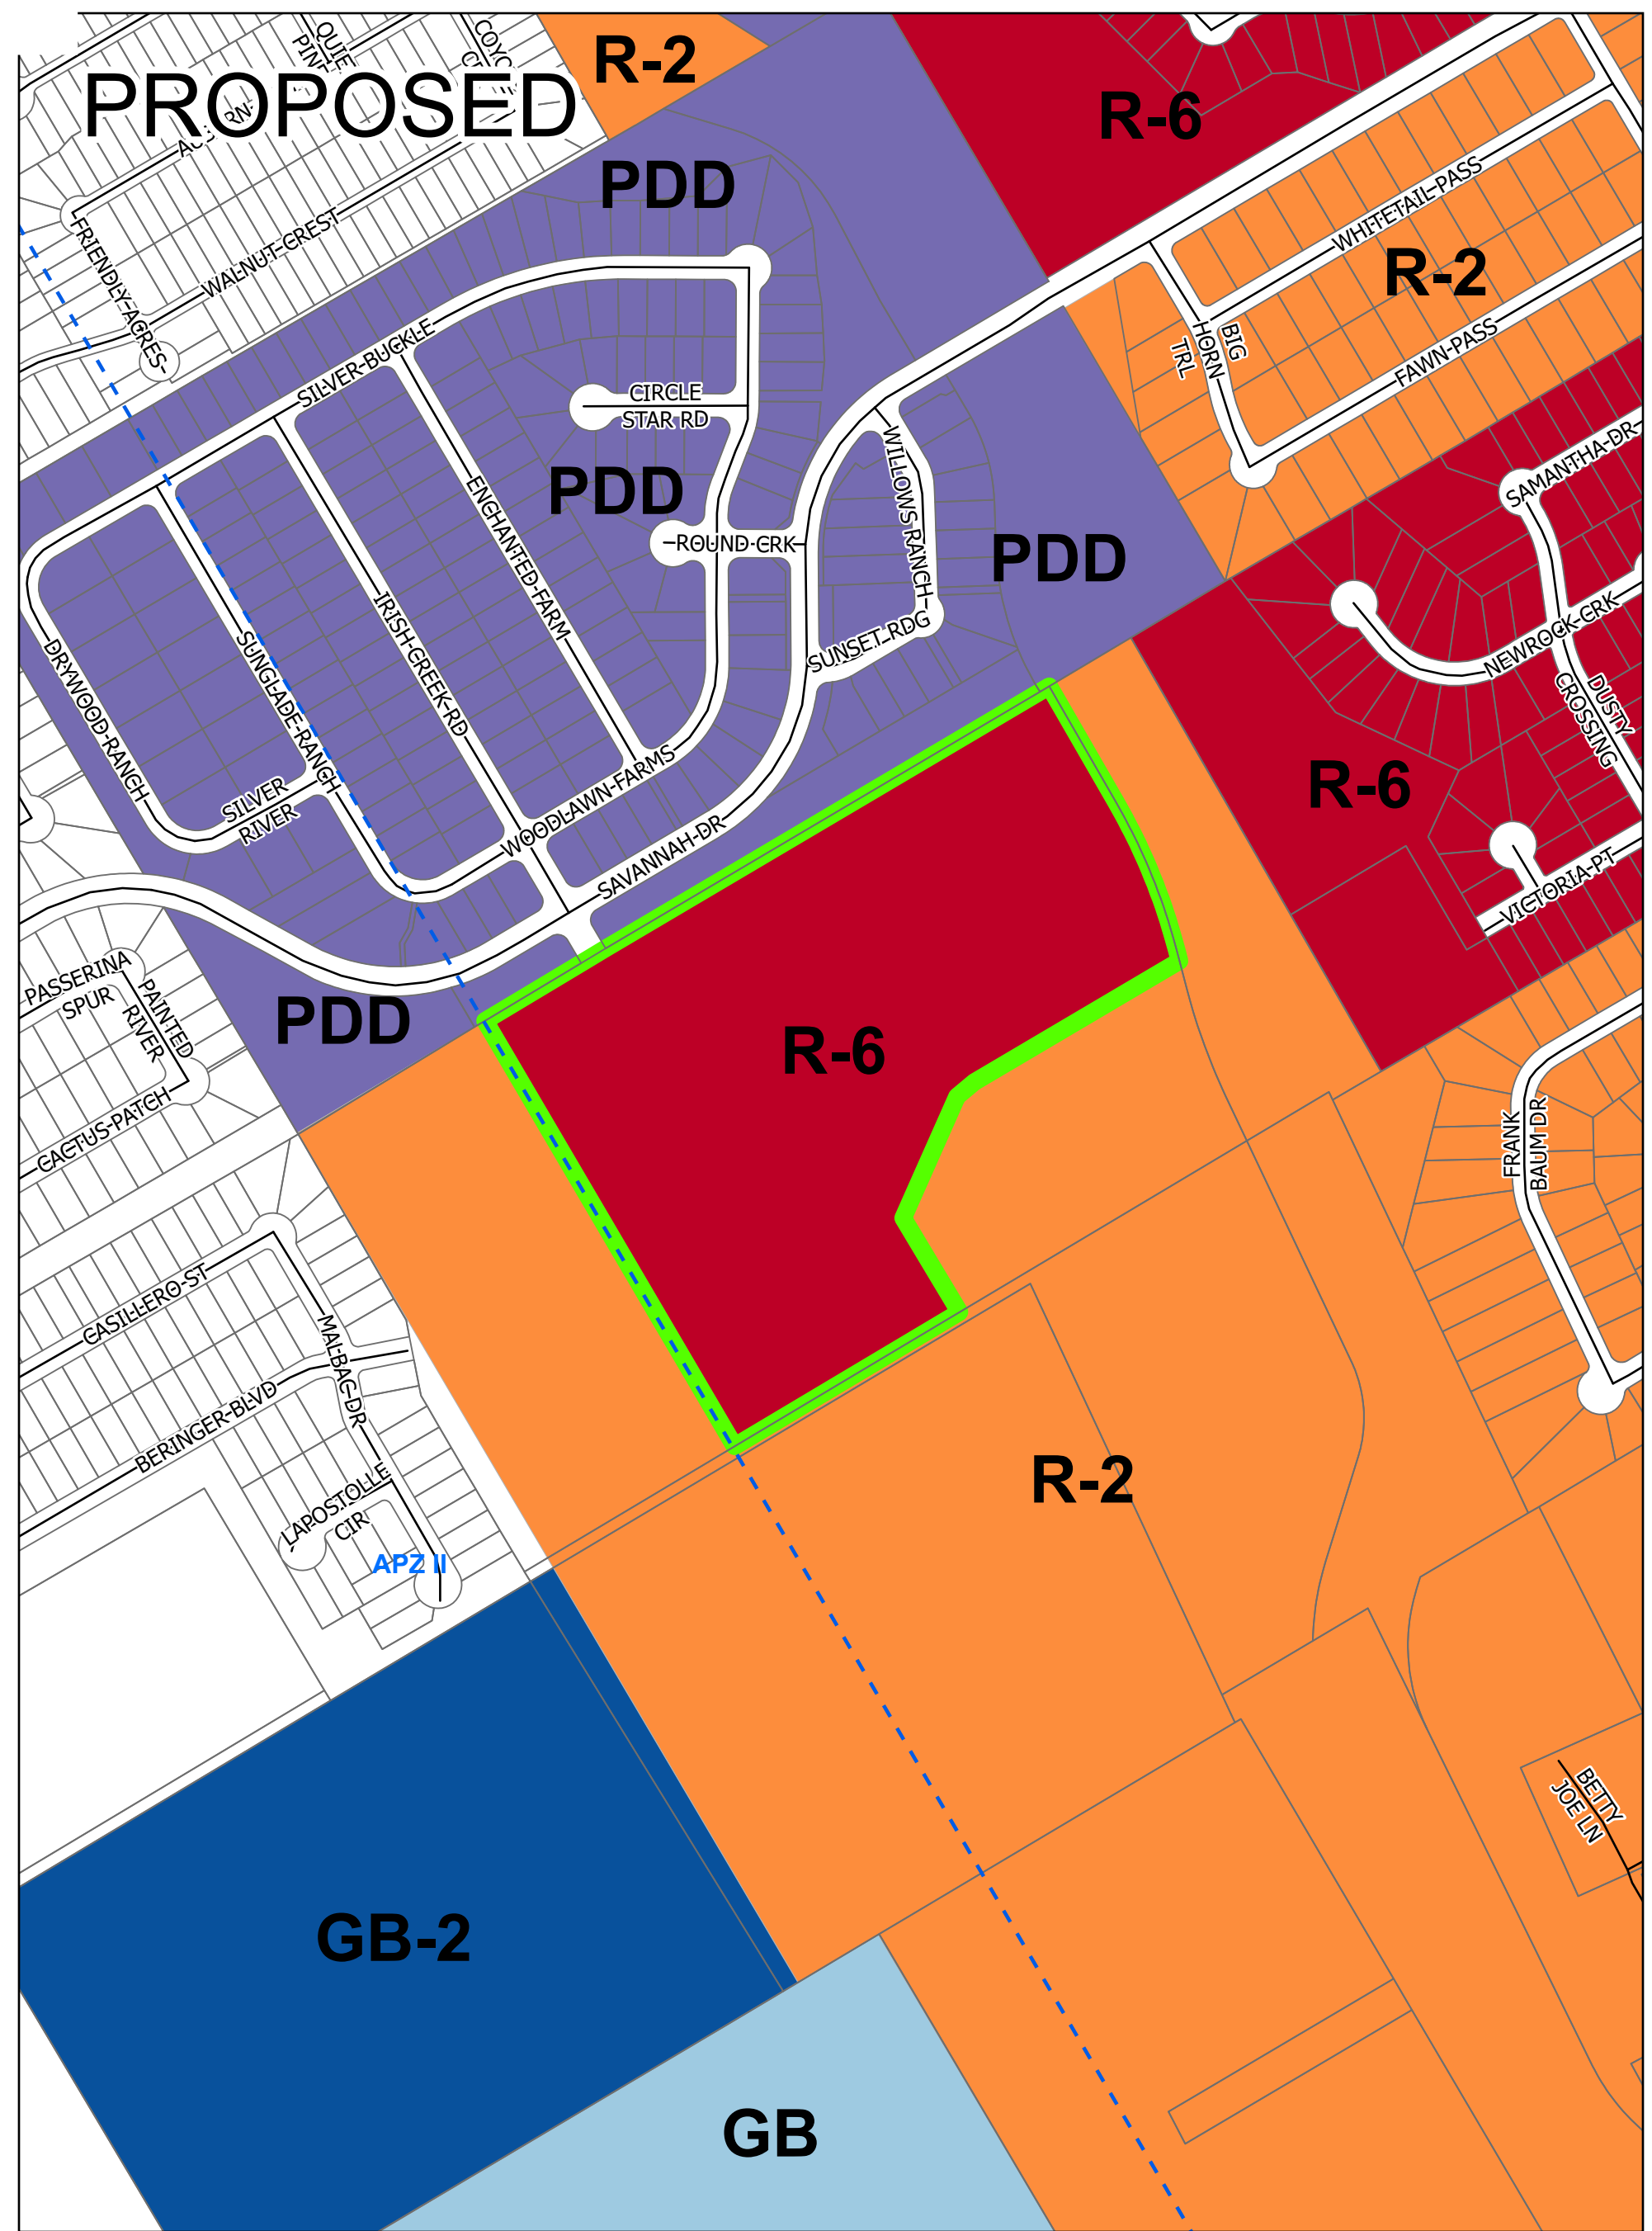 PROPOSED
R-2
R-6
PDD
WALNUT-CREST
FRIENDLY-ACRES
WHITETAIL-PASS
R-2
BIG
HORN
TRL
FAWN-PASS
SILVER-BUCKLE
CIRCLE
STAR RD
SAMANTHA-DR
PDD
ENCHANTED-FARM
ROUND-CRK
WILLOWS RANCH
PDD
SUNSET-RDG
IRISH-CREEK-RD
SUNGLADE-RANCH
DRYWOOD-RANCH
NEWROCK-CRK
DUSTY
CROSSING
SILVER
RIVER
WOODLAWN-FARMS
SAVANNAH-DR
R-6
VICTORIA-PT
PASSERINA
SPUR
PAINTED
RIVER
PDD
R-6
CACTUS-PATCH
FRANK
BAUM DR
CASILLERO-ST
MALBAC-DR
BERINGER-BLVD
R-2
LAPOSTOLLE
CIR
APZ II
BETTY
JOE LN
GB-2
GB